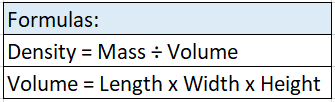 Formulas:
Density = Mass ÷ Volume
Volume = Length x Width x Height